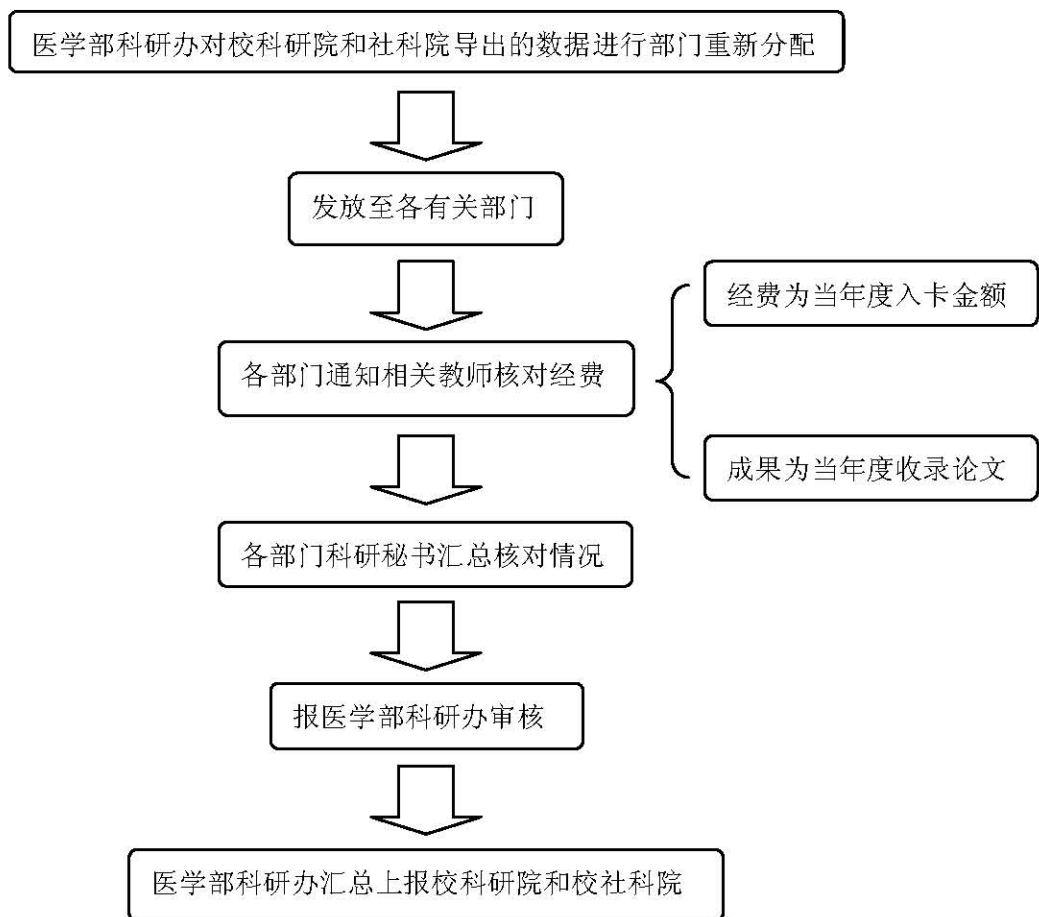 医学部科研办对校科研院和社科院导出的数据进行部门重新分配
发放至各有关部门
经费为当年度入卡金额
各部门通知相关教师核对经费
成果为当年度收录论文
各部门科研秘书汇总核对情况
报医学部科研办审核
医学部科研办汇总上报校科研院和校社科院